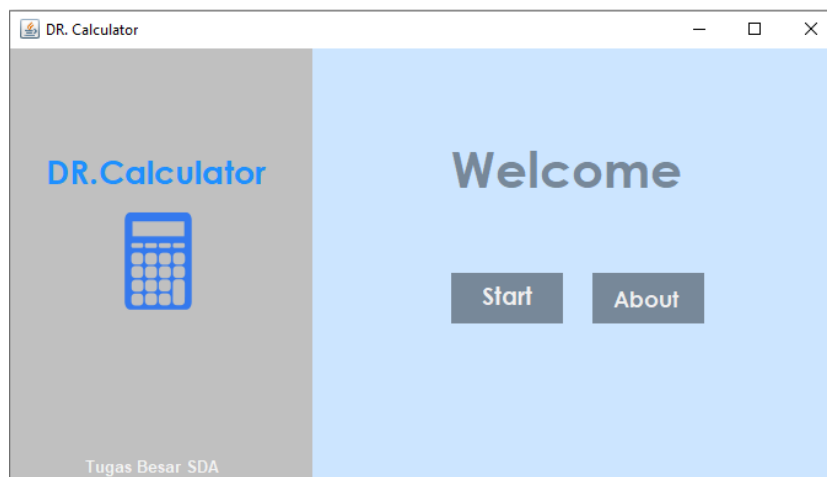 DR. Calculator
DR.Calculator
Welcome
Start
About
Tugas Besar SDA